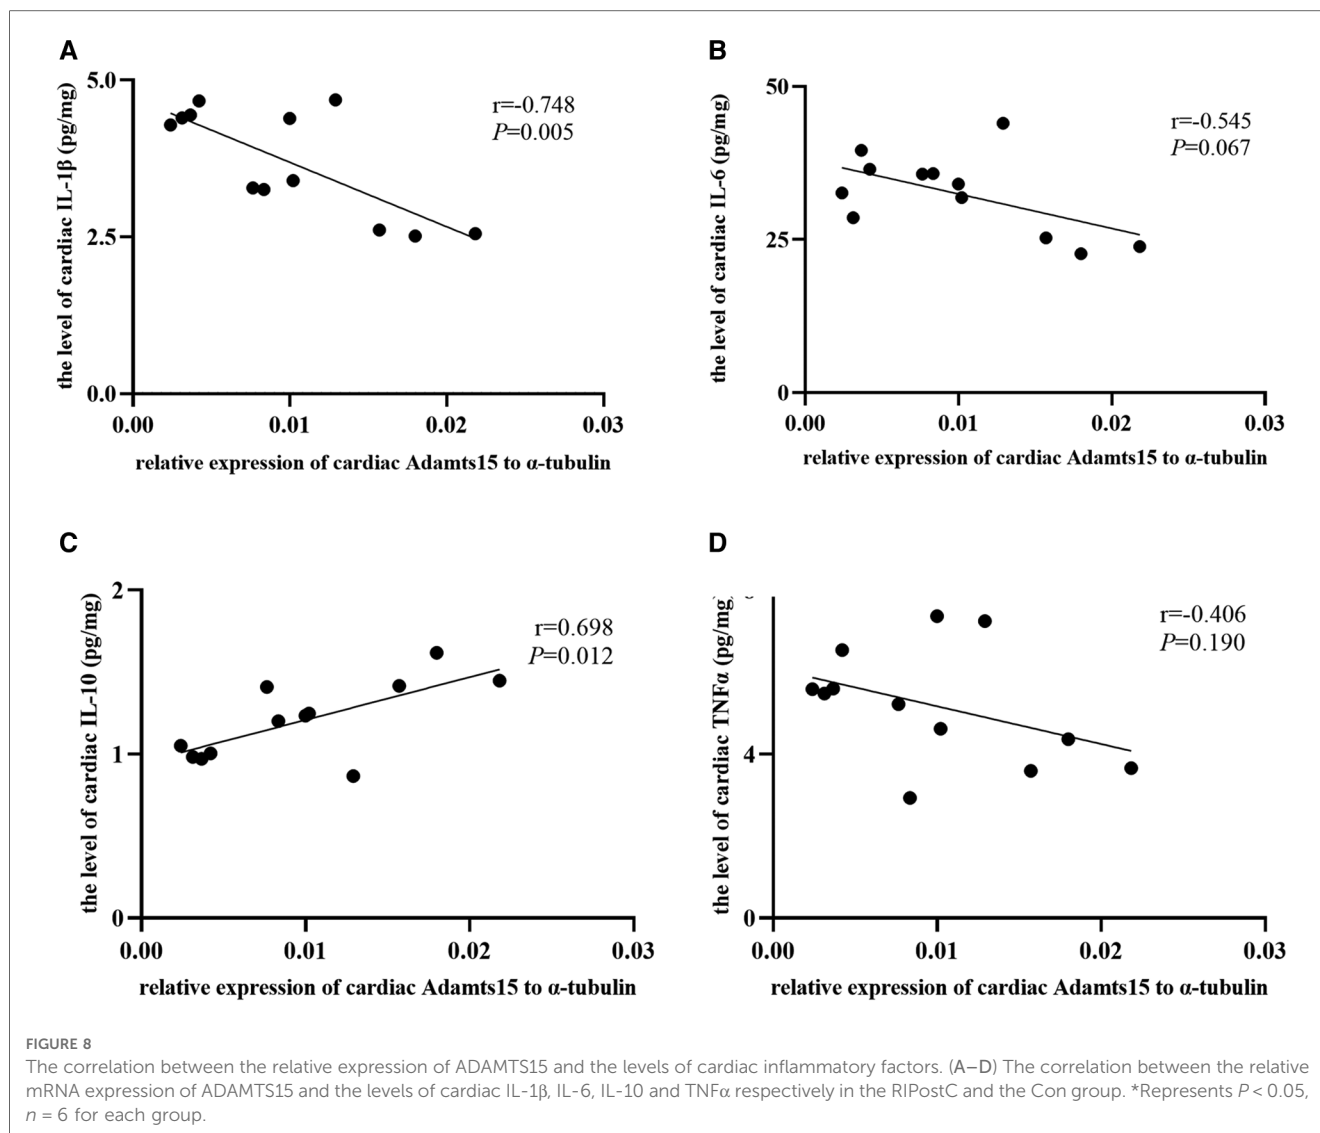 A
the level of cardiac IL-1β (pg/mg)
5.0
2.5
0.0
r=-0.748
P=0.005
0.00 0.01 0.02 0.03
relative expression of cardiac Adamts15 to α-tubulin
B
the level of cardiac IL-6 (pg/mg)
50
25
0
r=-0.545
P=0.067
0.00 0.01 0.02 0.03
relative expression of cardiac Adamts15 to α-tubulin
C
the level of cardiac IL-10 (pg/mg)
2
1
0
r=0.698
P=0.012
0.00 0.01 0.02 0.03
relative expression of cardiac Adamts15 to α-tubulin
D
the level of cardiac TNFα (pg/mg)
4
0
r=-0.406
P=0.190
0.00 0.01 0.02 0.03
relative expression of cardiac Adamts15 to α-tubulin
FIGURE 8
The correlation between the relative expression of ADAMTS15 and the levels of cardiac inflammatory factors. (A–D) The correlation between the relative
mRNA expression of ADAMTS15 and the levels of cardiac IL-1β, IL-6, IL-10 and TNFα respectively in the RIPostC and the Con group. *Represents P < 0.05,
n = 6 for each group.